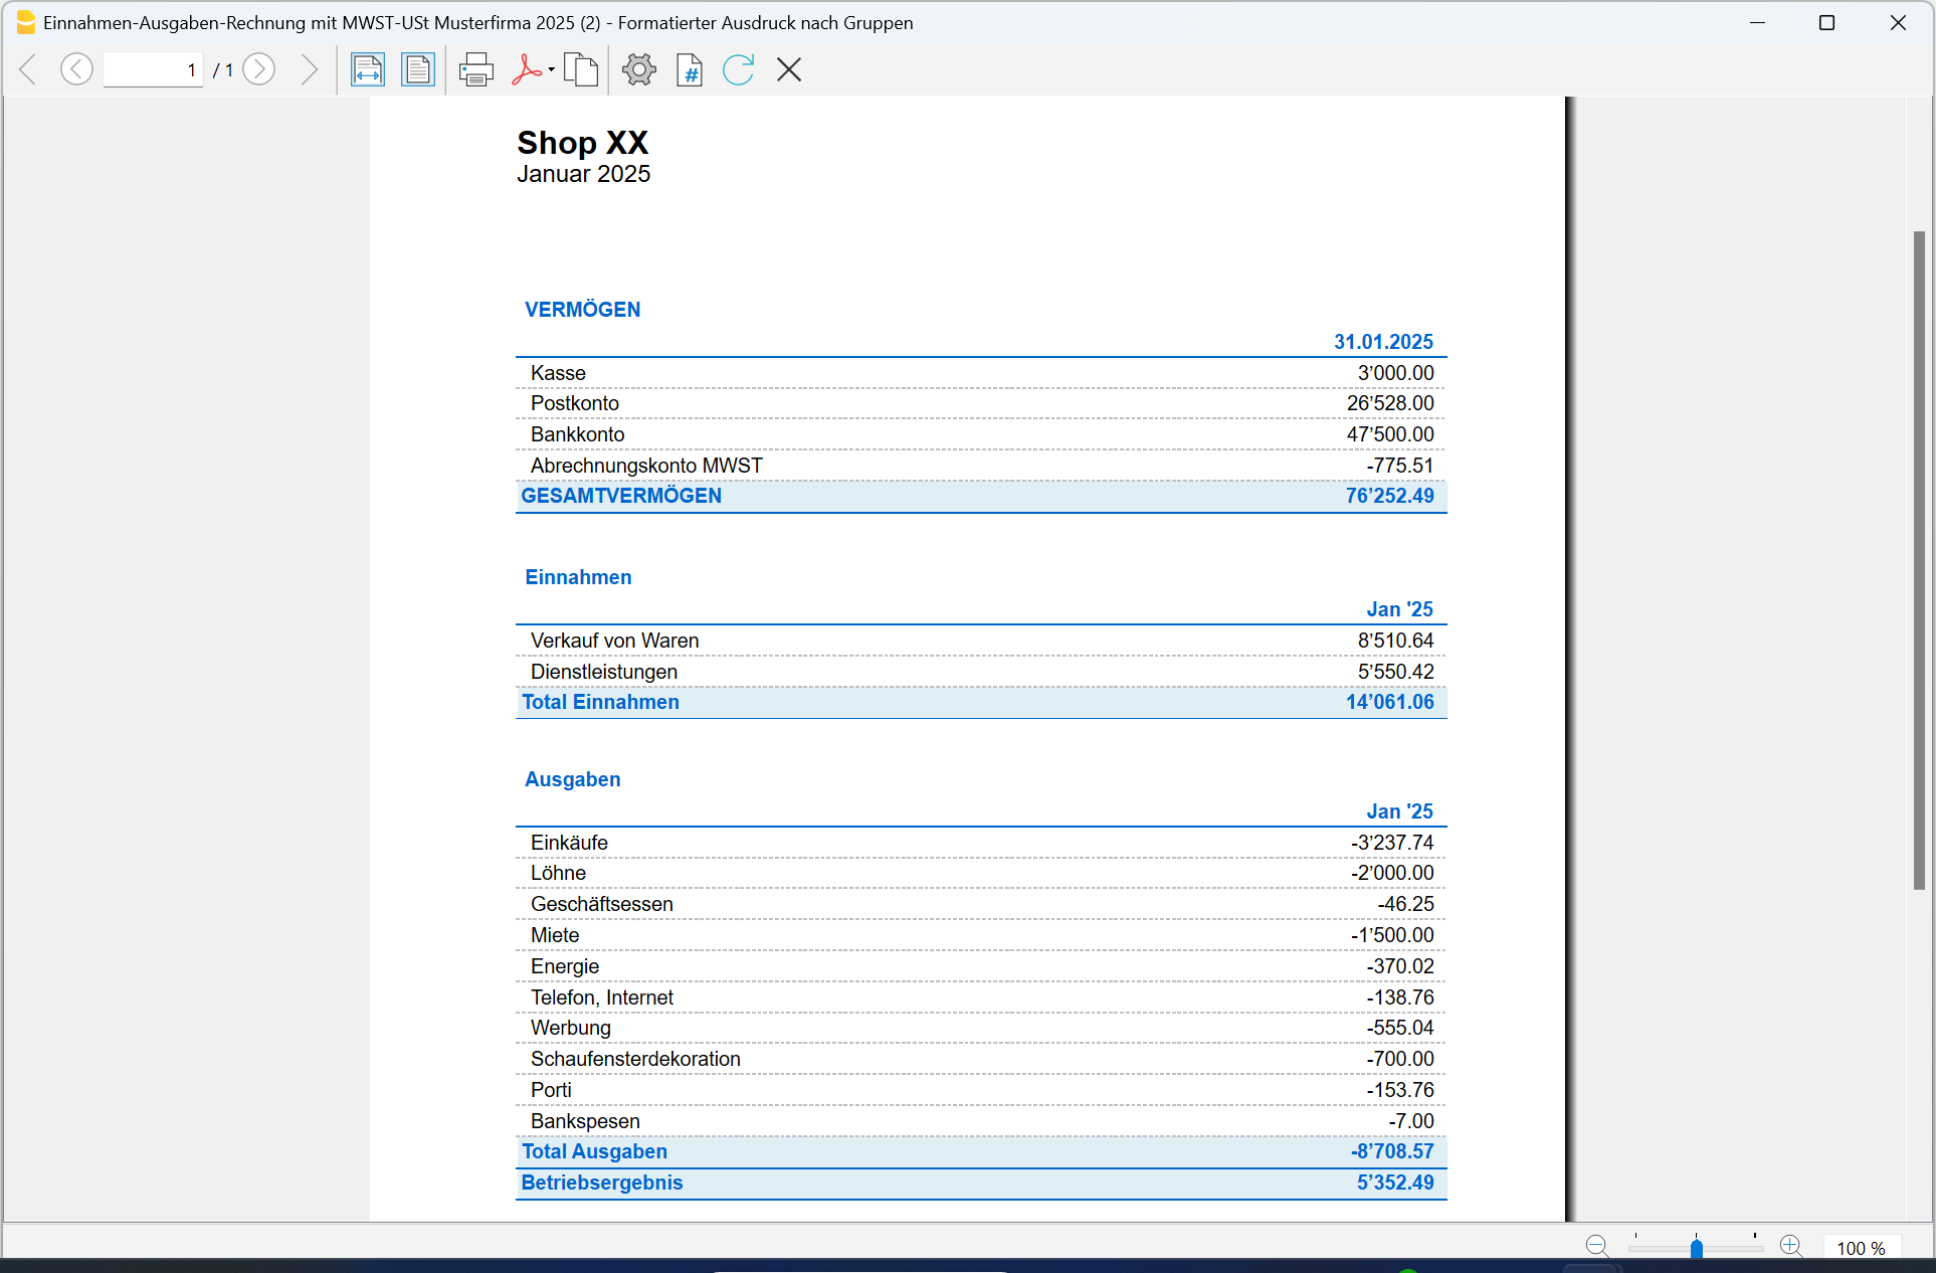 Einnahmen-Ausgaben-Rechnung mit MWST-USt Musterfirma 2025 (2) - Formatierter Ausdruck nach Gruppen
1 / 1
#
Shop XX
Januar 2025
VERMÖGEN
31.01.2025
Kasse 3’000.00
Postkonto 26’528.00
Bankkonto 47’500.00
Abrechnungskonto MWST -775.51
GESAMTVERMÖGEN 76’252.49
Einnahmen
Jan '25
Verkauf von Waren 8’510.64
Dienstleistungen 5’550.42
Total Einnahmen 14’061.06
Ausgaben
Jan '25
Einkäufe -3’237.74
Löhne -2’000.00
Geschäftsessen -46.25
Miete -1’500.00
Energie -370.02
Telefon, Internet -138.76
Werbung -555.04
Schaufensterdekoration -700.00
Porti -153.76
Bankspesen -7.00
Total Ausgaben -8’708.57
Betriebsergebnis 5’352.49
100 %